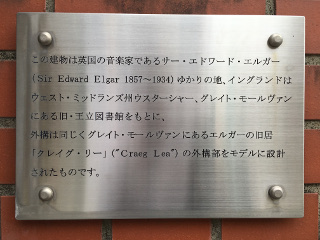 この建物は英国の音楽家であるサー・エドワード・エルガー
(Sir Edward Elgar 1857～1934) ゆかりの地、イングランドは
ウェスト・ミッドランズ州ウスターシャー、グレイト・モールヴァン
にある旧・王立図書館をもとに、
外構は同じくグレイト・モールヴァンにあるエルガーの旧居
「クレイグ・リー」("Craeg Lea") の外構部をモデルに設計
されたものです。